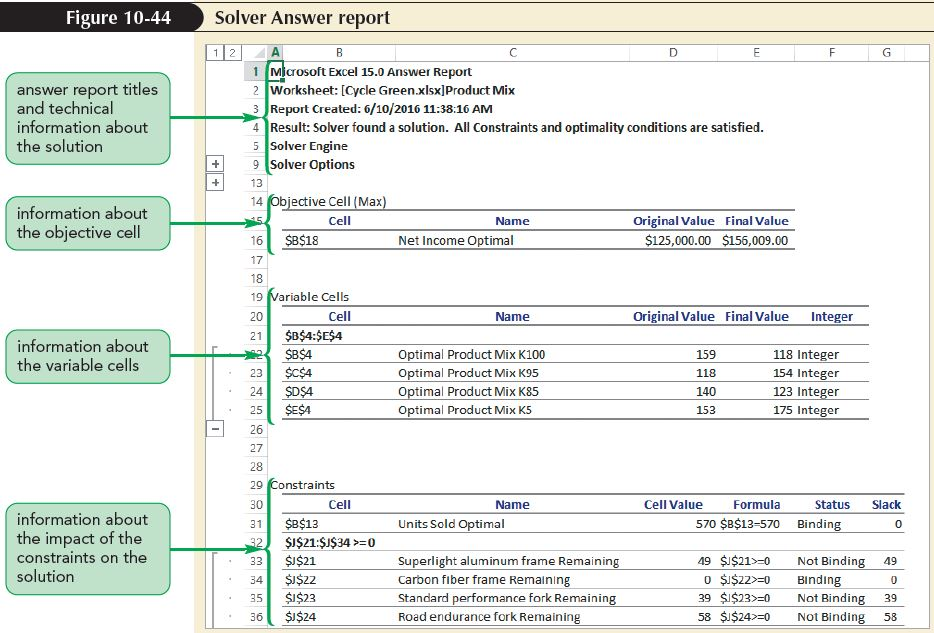 Figure 10-44 Solver Answer report
1 2 A B C D E F G
answer report titles
and technical
information about
the solution
1 Microsoft Excel 15.0 Answer Report
2 Worksheet: [Cycle Green.xlsx]Product Mix
3 Report Created: 6/10/2016 11:38:16 AM
4 Result: Solver found a solution. All Constraints and optimality conditions are satisfied.
5 Solver Engine
+ 9 Solver Options
+ 13
information about
the objective cell
14 Objective Cell (Max)
15 Cell Name Original Value Final Value
16 $B$18 Net Income Optimal $125,000.00 $156,009.00
17
18
information about
the variable cells
19 Variable Cells
20 Cell Name Original Value Final Value Integer
21 $B$4:$E$4
22 $B$4 Optimal Product Mix K100 159 118 Integer
23 $C$4 Optimal Product Mix K95 118 154 Integer
24 $D$4 Optimal Product Mix K85 140 123 Integer
25 $E$4 Optimal Product Mix K5 153 175 Integer
- 26
27
28
information about
the impact of the
constraints on the
solution
29 Constraints
30 Cell Name Cell Value Formula Status Slack
31 $B$13 Units Sold Optimal 570 $B$13=570 Binding 0
32 $J$21:$J$34 >= 0
33 $J$21 Superlight aluminum frame Remaining 49 $J$21>=0 Not Binding 49
34 $J$22 Carbon fiber frame Remaining 0 $J$22>=0 Binding 0
35 $J$23 Standard performance fork Remaining 39 $J$23>=0 Not Binding 39
36 $J$24 Road endurance fork Remaining 58 $J$24>=0 Not Binding 58